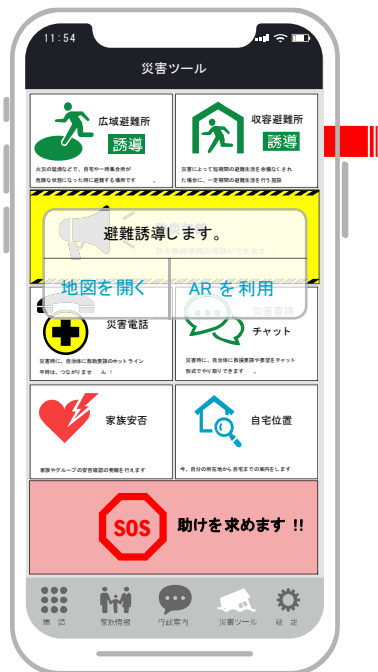 11:54
災害ツール
広域避難所
誘導
火災の延焼などで、自宅や一時集合所が
危険な状態になった時に避難する場所です 。
収容避難所
誘導
災害によって短期間の避難生活を余儀なくされ
た場合に、一定期間の避難生活を行う施設
避難誘導します。
地図を開く
AR を利用
災害電話
災害時に、自治体に救助要請のホットライン
平時は、つながりませ ん !
災害要請
チャット
災害時に、自治体に救援要請や要望をチャット
形式でやり取りできます 。
家族安否
家族やグループの安否確認の発動を行えます
自宅位置
今、自分の所在地から自宅までの案内をします
SOS
助けを求めます !!
家族情報
行政案内
災害ツール
設 定